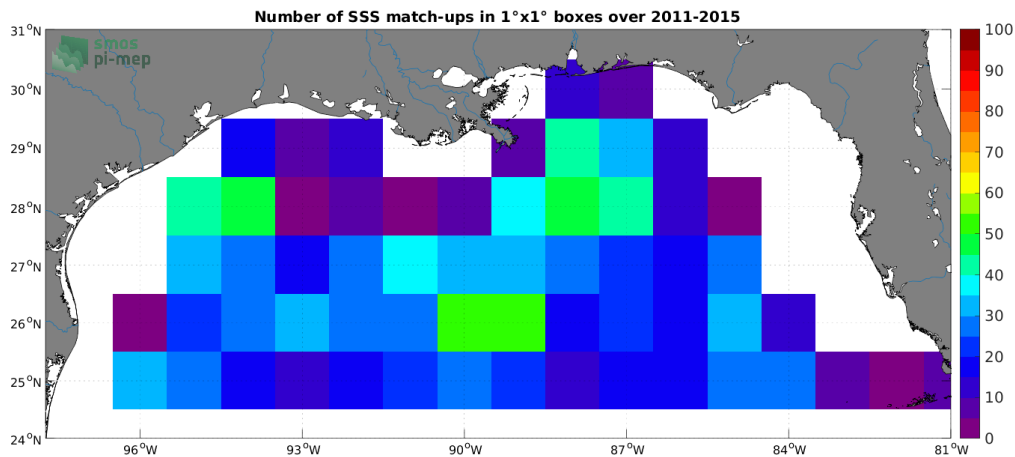 Number of SSS match-ups in 1°x1° boxes over 2011-2015
smos
pi-mep
31°N
30°N
29°N
28°N
27°N
26°N
25°N
24°N
96°W
93°W
90°W
87°W
84°W
81°W
100
90
80
70
60
50
40
30
20
10
0